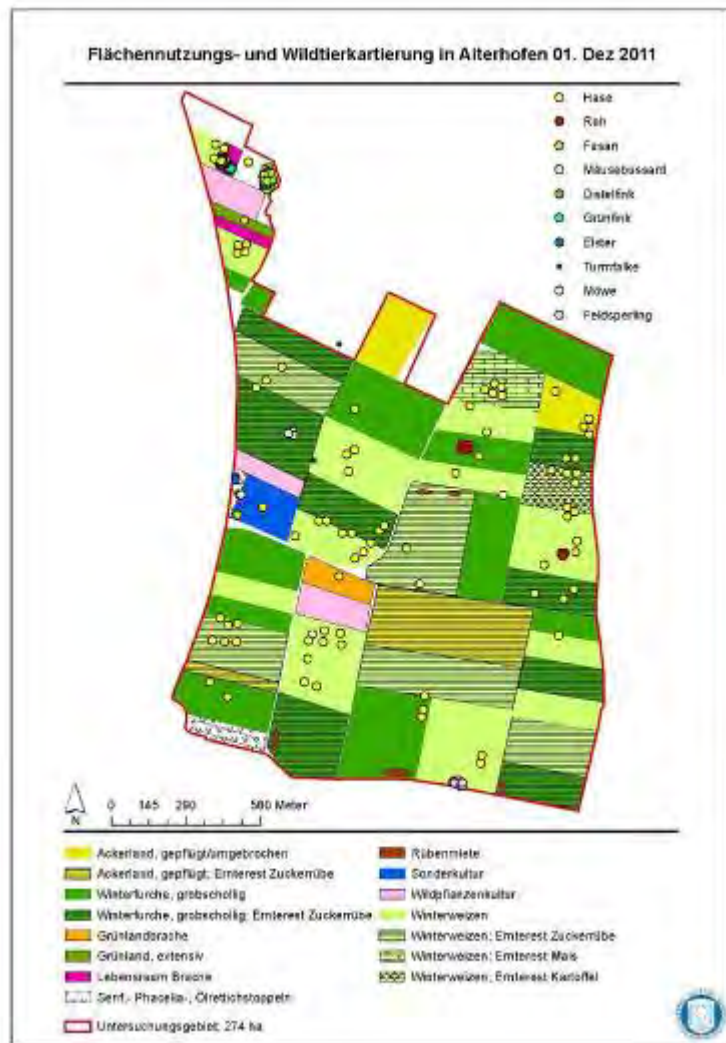 Flächennutzungs- und Wildtierkartierung in Alterhofen 01. Dez 2011
Hase
Reh
Fasan
Mäusebussard
Distelfink
Grünfink
Elster
Turmfalke
Möwe
Feldsperling
N
0 145 290 580 Meter
Ackerland, gepflügt/umgebrochen
Ackerland, gepflügt; Ernterest Zuckerrübe
Winterfurche, grobschollig
Winterfurche, grobschollig; Ernterest Zuckerrübe
Grünlandbrache
Grünland, extensiv
Lebensraum Brache
Senf,- Phacelia-, Ölrettichstoppeln
Untersuchungsgebiet, 274 ha
Rübenmiete
Sonderkultur
Wildpflanzenkultur
Winterweizen
Winterweizen; Ernterest Zuckerrübe
Winterweizen; Ernterest Mais
Winterweizen; Ernterest Kartoffel